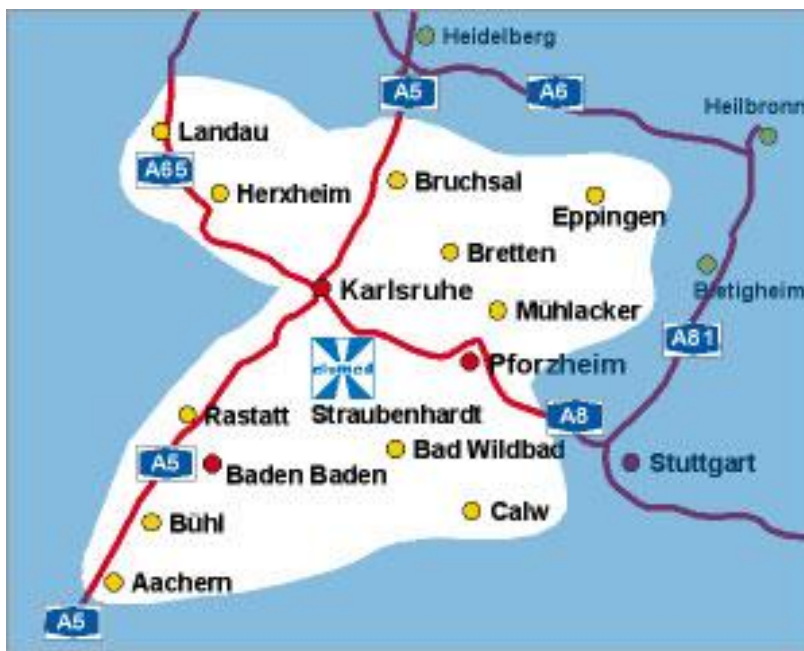 Heidelberg
A5
A6
Heilbronn
Landau
A65
Herxheim
Bruchsal
Eppingen
Bretten
Bietigheim
Karlsruhe
Mühlacker
A81
elomed
Pforzheim
Rastatt
Straubenhardt
A8
A5
Baden Baden
Bad Wildbad
Stuttgart
Bühl
Calw
Aachern
A5